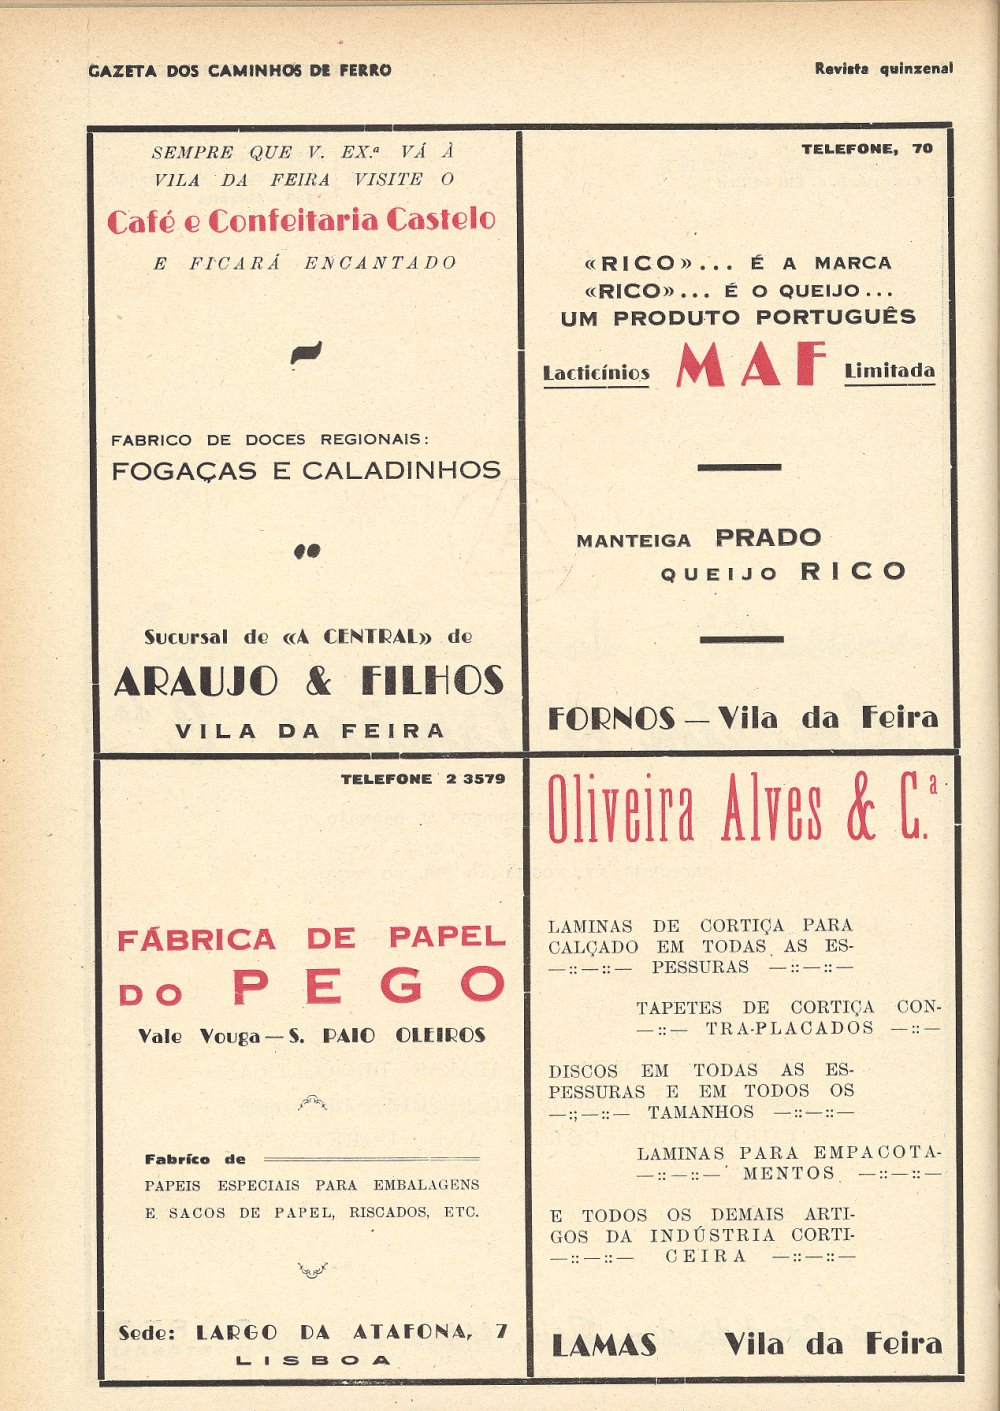 GAZETA DOS CAMINHOS DE FERRO
Revista quinzenal
SEMPRE QUE V. EX.ª VÁ À
VILA DA FEIRA VISITE O
Café e Confeitaria Castelo
E FICARÁ ENCANTADO
FABRICO DE DOCES REGIONAIS:
FOGAÇAS E CALADINHOS
Sucursal de «A CENTRAL» de
ARAUJO & FILHOS
VILA DA FEIRA
TELEFONE, 70
«RICO»... É A MARCA
«RICO»... É O QUEIJO...
UM PRODUTO PORTUGUÊS
Lacticínios MAF Limitada
MANTEIGA PRADO
QUEIJO RICO
FORNOS — Vila da Feira
TELEFONE 2 3579
FÁBRICA DE PAPEL
DO PEGO
Vale Vouga — S. PAIO OLEIROS
Fabríco de
PAPEIS ESPECIAIS PARA EMBALAGENS
E SACOS DE PAPEL, RISCADOS, ETC.
Sede: LARGO DA ATAFONA, 7
LISBOA
Oliveira Alves & C.ª
LAMINAS DE CORTIÇA PARA
CALÇADO EM TODAS AS ES-
—::—::— PESSURAS —::—::—
TAPETES DE CORTIÇA CON-
—::— TRA-PLACADOS —::—
DISCOS EM TODAS AS ES-
PESSURAS E EM TODOS OS
—:;—::— TAMANHOS —::—::—
LAMINAS PARA EMPACOTA-
—::—::— MENTOS —::—::—
E TODOS OS DEMAIS ARTI-
GOS DA INDÚSTRIA CORTI-
—::—::— CEIRA —::—::—
LAMAS Vila da Feira